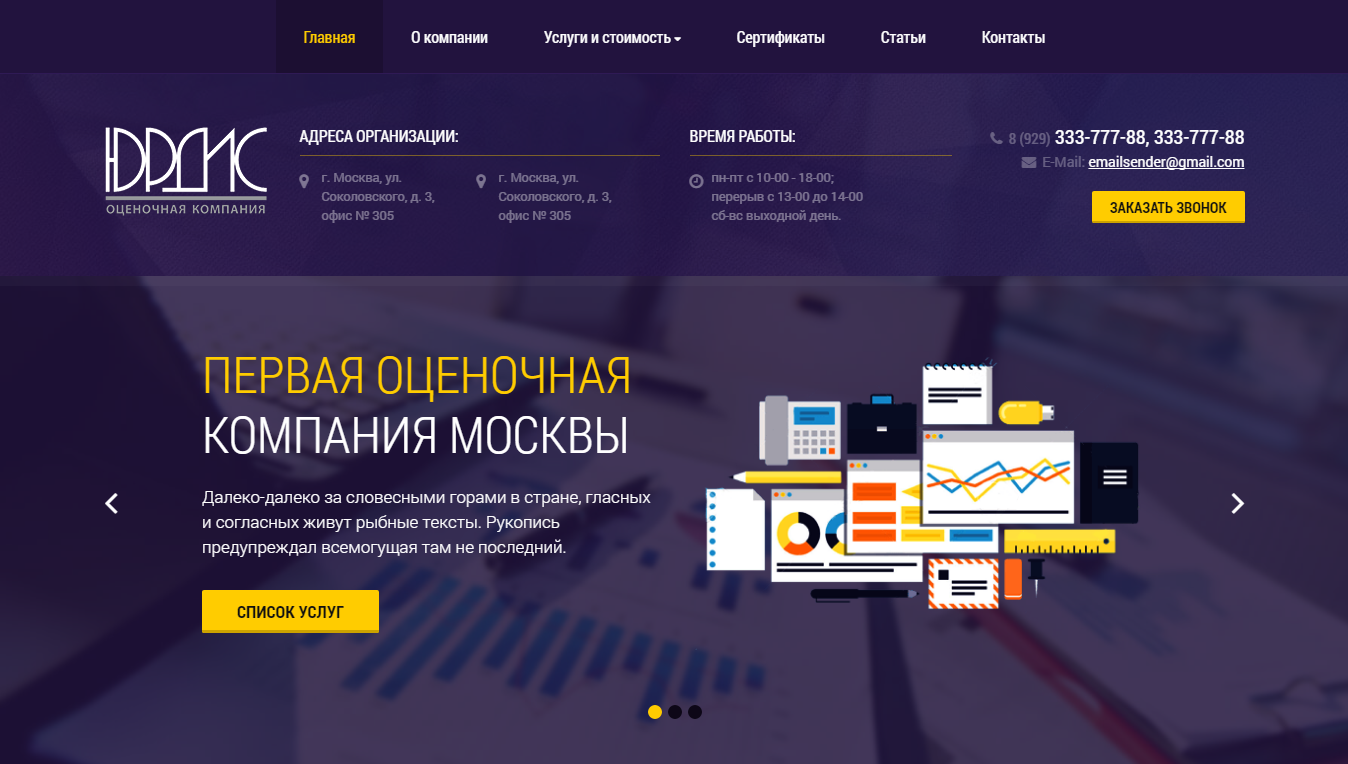 Главная О компании Услуги и стоимость Сертификаты Статьи Контакты
ОЦЕНОЧНАЯ КОМПАНИЯ
АДРЕСА ОРГАНИЗАЦИИ:
г. Москва, ул.
Соколовского, д. 3,
офис № 305
г. Москва, ул.
Соколовского, д. 3,
офис № 305
ВРЕМЯ РАБОТЫ:
пн-пт с 10-00 - 18-00;
перерыв с 13-00 до 14-00
сб-вс выходной день.
8 (929) 333-777-88, 333-777-88
E-Mail: emailsender@gmail.com
ЗАКАЗАТЬ ЗВОНОК
ПЕРВАЯ ОЦЕНОЧНАЯ
КОМПАНИЯ МОСКВЫ
Далеко-далеко за словесными горами в стране, гласных
и согласных живут рыбные тексты. Рукопись
предупреждал всемогущая там не последний.
СПИСОК УСЛУГ